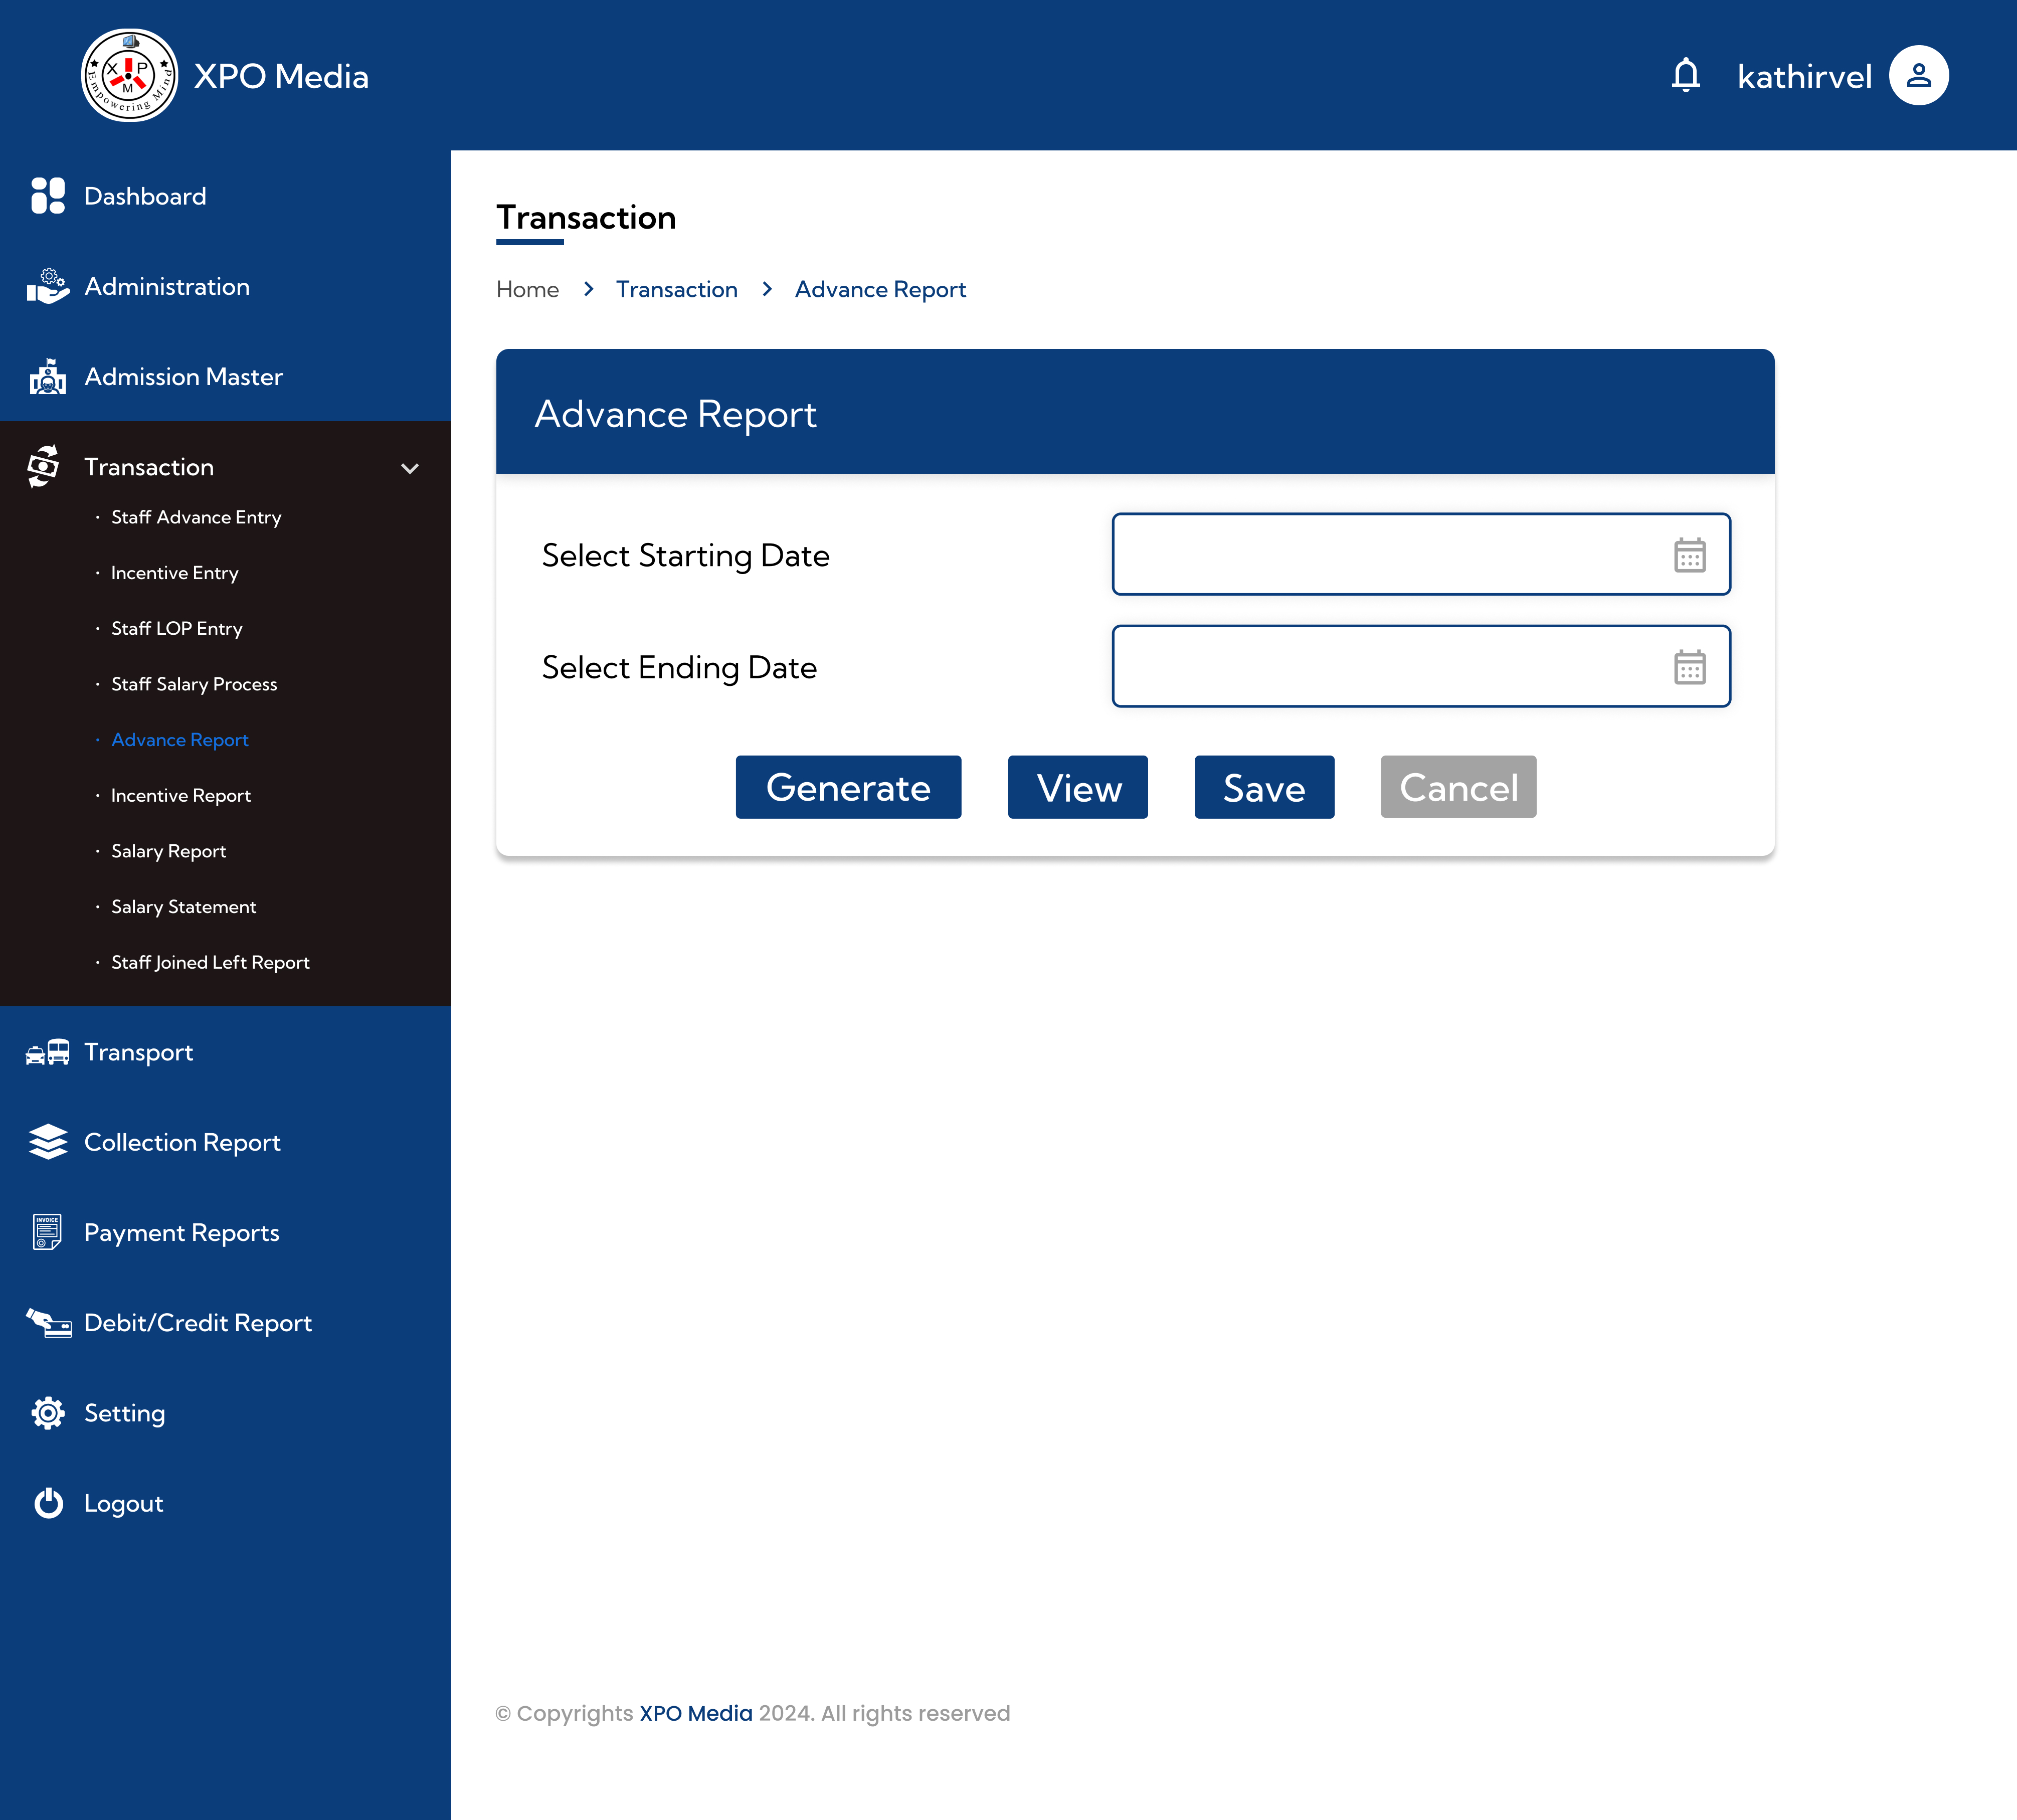 X P
M
Empowering Mind
XPO Media
kathirvel
Dashboard
Administration
Admission Master
Transaction
Staff Advance Entry
Incentive Entry
Staff LOP Entry
Staff Salary Process
Advance Report
Incentive Report
Salary Report
Salary Statement
Staff Joined Left Report
Transport
Collection Report
INVOICE
Payment Reports
Debit/Credit Report
Setting
Logout
Transaction
Home > Transaction > Advance Report
Advance Report
Select Starting Date
Select Ending Date
Generate View Save Cancel
© Copyrights XPO Media 2024. All rights reserved